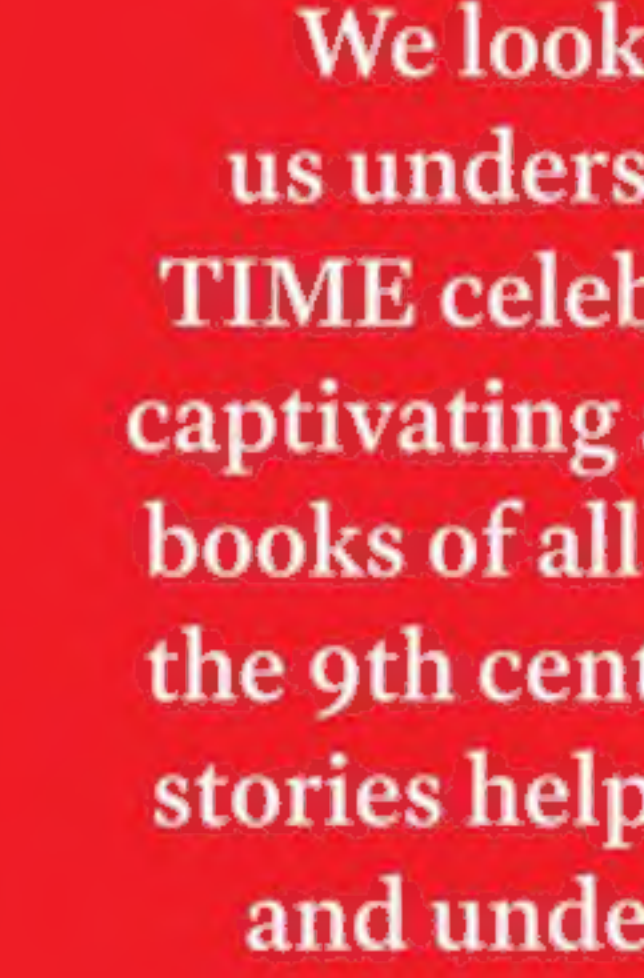 We look
us unders
TIME celeb
captivating
books of all
the 9th cent
stories help
and unde